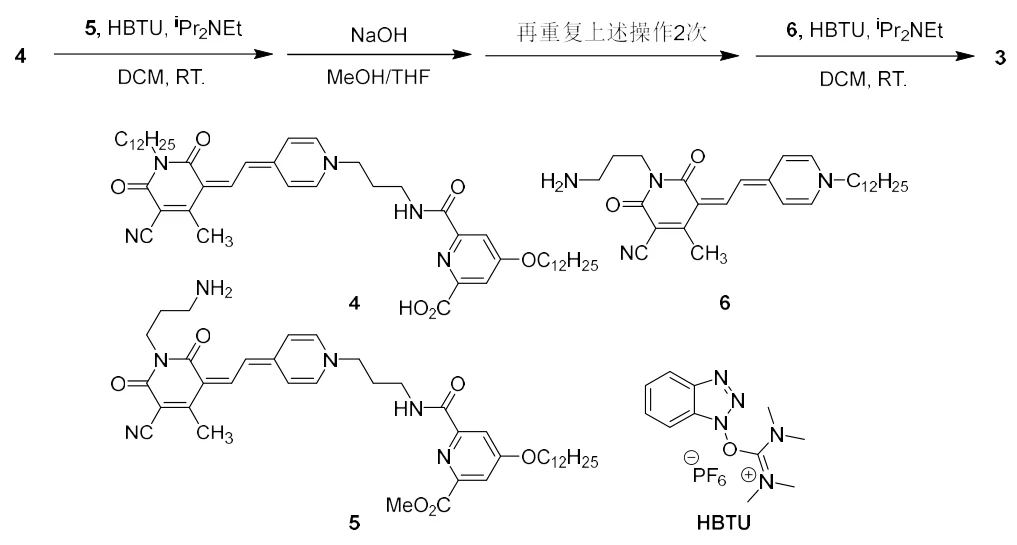 5, HBTU, ⁱPr₂NEt
NaOH
再重复上述操作2次
6, HBTU, ⁱPr₂NEt
4
3
DCM, RT.
MeOH/THF
DCM, RT.
C₁₂H₂₅
N
O
O
NC
CH₃
N
HN
O
N
OC₁₂H₂₅
HO₂C
4
H₂N
N
O
O
NC
CH₃
N
C₁₂H₂₅
6
NH₂
N
O
O
NC
CH₃
N
HN
O
N
OC₁₂H₂₅
MeO₂C
5
N
N
N
O
N
⊖
PF₆
⊕
N
HBTU